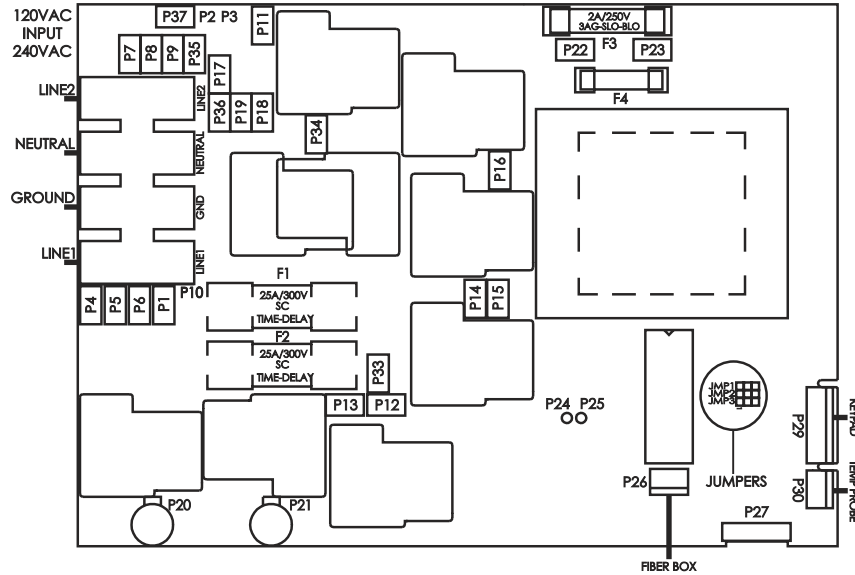 120VAC
INPUT
240VAC
P37 P2 P3
P11
2A/250V
3AG-SLO-BLO
F3
P22
P23
F4
P7
P8
P9
P35
P17
P36
P19
P18
P34
P16
LINE2
LINE2
NEUTRAL
NEUTRAL
GROUND
GND
LINE1
LINE1
P4
P5
P6
P1
P10
F1
25A/300V
SC
TIME-DELAY
F2
25A/300V
SC
TIME-DELAY
P14
P15
P33
P13
P12
P24 P25
JMP1
JMP2
JMP3
JUMPERS
P29
KEYPAD
P30
TEMP PROBE
P26
P27
P20
P21
FIBER BOX